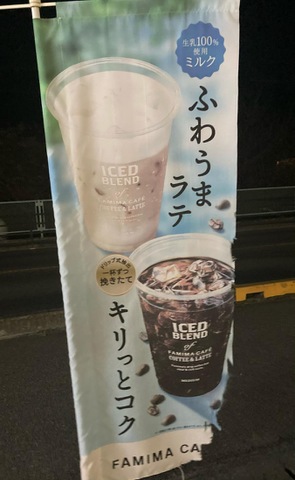 生乳100%
使用
ミルク
ふわうま
ラテ
ICED
BLEND
of
FAMIMA CAFÉ
COFFEE & LATTE
一杯ずつ
挽きたて
キリっとコク
ICED
BLEND
of
FAMIMA CAFÉ
COFFEE & LATTE
FAMIMA CA